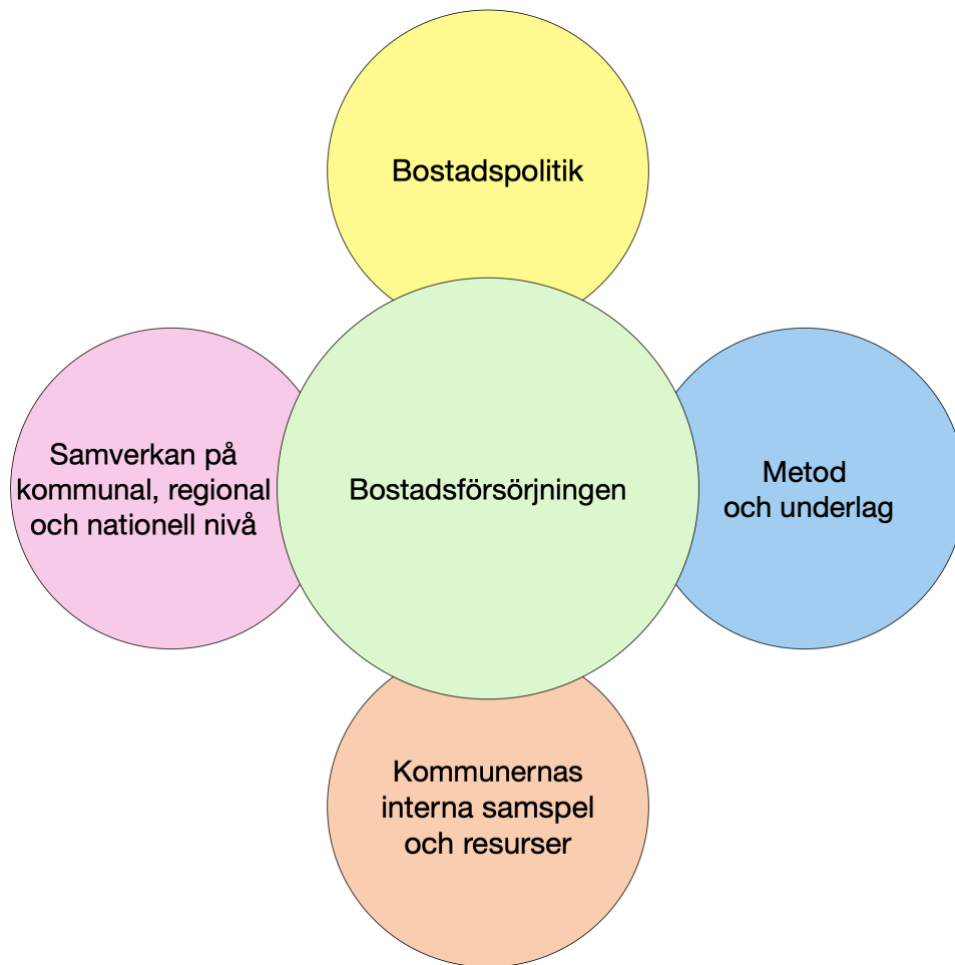 Bostadspolitik
Samverkan på
kommunal, regional
och nationell nivå
Bostadsförsörjningen
Metod
och underlag
Kommunernas
interna samspel
och resurser